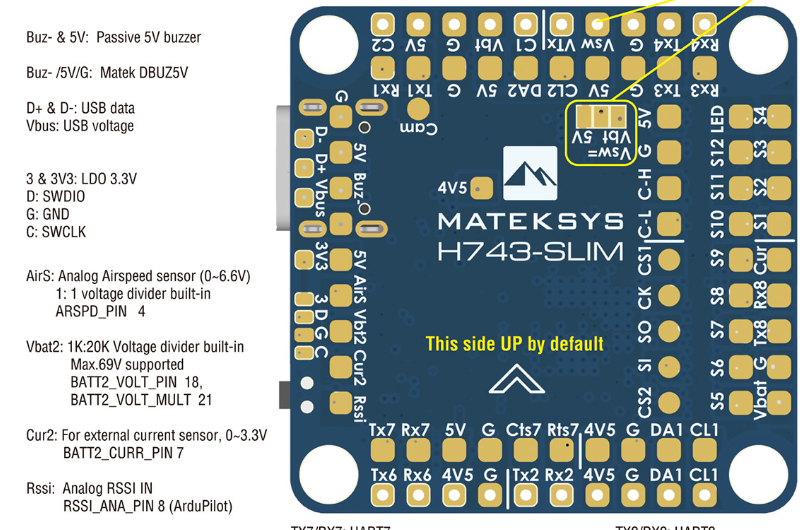 Buz- & 5V: Passive 5V buzzer
Buz- /5V/G: Matek DBUZ5V
D+ & D-: USB data
Vbus: USB voltage
3 & 3V3: LDO 3.3V
D: SWDIO
G: GND
C: SWCLK
AirS: Analog Airspeed sensor (0~6.6V)
1: 1 voltage divider built-in
ARSPD_PIN 4
Vbat2: 1K:20K Voltage divider built-in
Max.69V supported
BATT2_VOLT_PIN 18,
BATT2_VOLT_MULT 21
Cur2: For external current sensor, 0~3.3V
BATT2_CURR_PIN 7
Rssi: Analog RSSI IN
RSSI_ANA_PIN 8 (ArduPilot)
C2 5V G Vbt C1 VTx Vsw G Tx4 Rx4
Rx1 Tx1 G 5V DA2 CL2 5V G Tx3 Rx3
Cam
Vbt 5V
Vsw=
G
D- D+ Vbus
5V Buz-
3V3
3 D G C
5V AirS Vbt2 Cur2 Rssi
4V5
MATEKSYS
H743-SLIM
This side UP by default
5V G C-H C-L CS1 CK SO SI CS2
LED S12 S11 S10 S9 S8 S7 S6 S5
S4 S3 S2 S1 Cur Rx8 Tx8 G Vbat
Tx7 Rx7 5V G Cts7 Rts7 4V5 G DA1 CL1
Tx6 Rx6 4V5 G Tx2 Rx2 4V5 G DA1 CL1